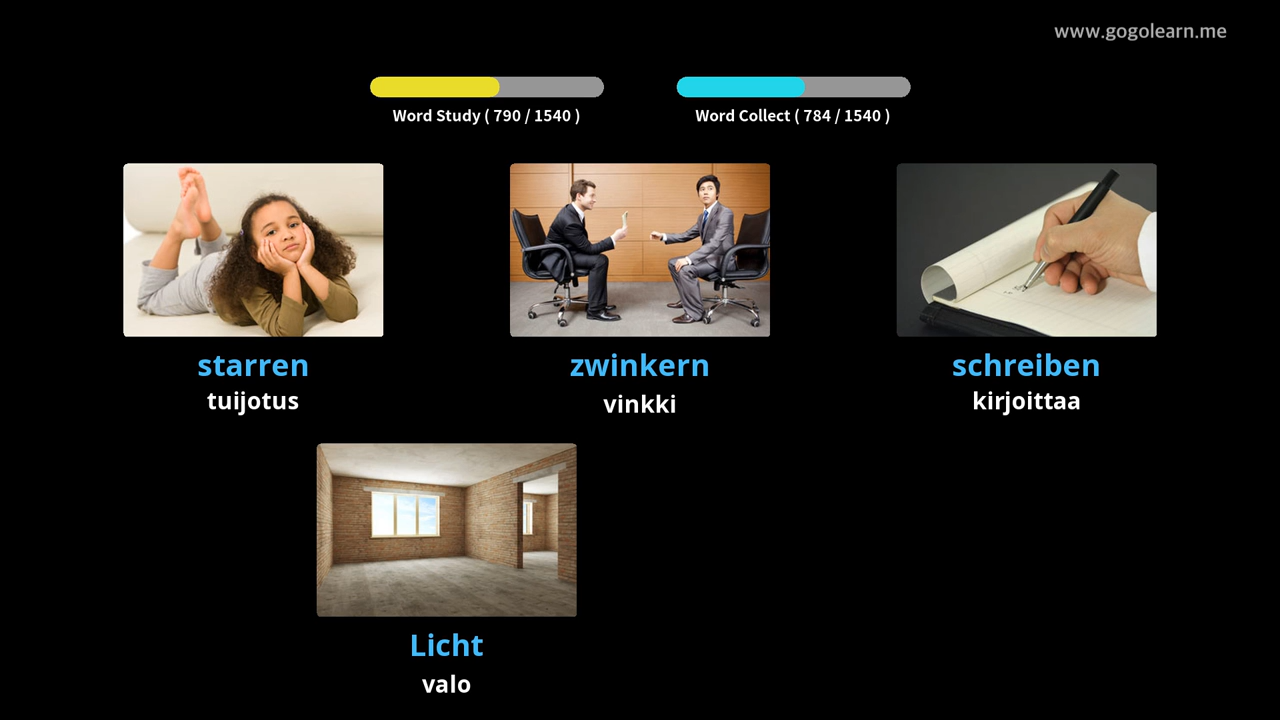 www.gogolearn.me
Word Study ( 790 / 1540 )
Word Collect ( 784 / 1540 )
starren
tuijotus
zwinkern
vinkki
schreiben
kirjoittaa
Licht
valo